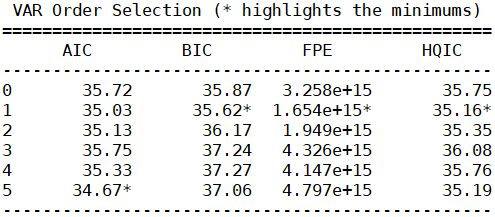 VAR Order Selection (* highlights the minimums)
==================================================
AIC BIC FPE HQIC
--------------------------------------------------
0 35.72 35.87 3.258e+15 35.75
1 35.03 35.62* 1.654e+15* 35.16*
2 35.13 36.17 1.949e+15 35.35
3 35.75 37.24 4.326e+15 36.08
4 35.33 37.27 4.147e+15 35.76
5 34.67* 37.06 4.797e+15 35.19
--------------------------------------------------